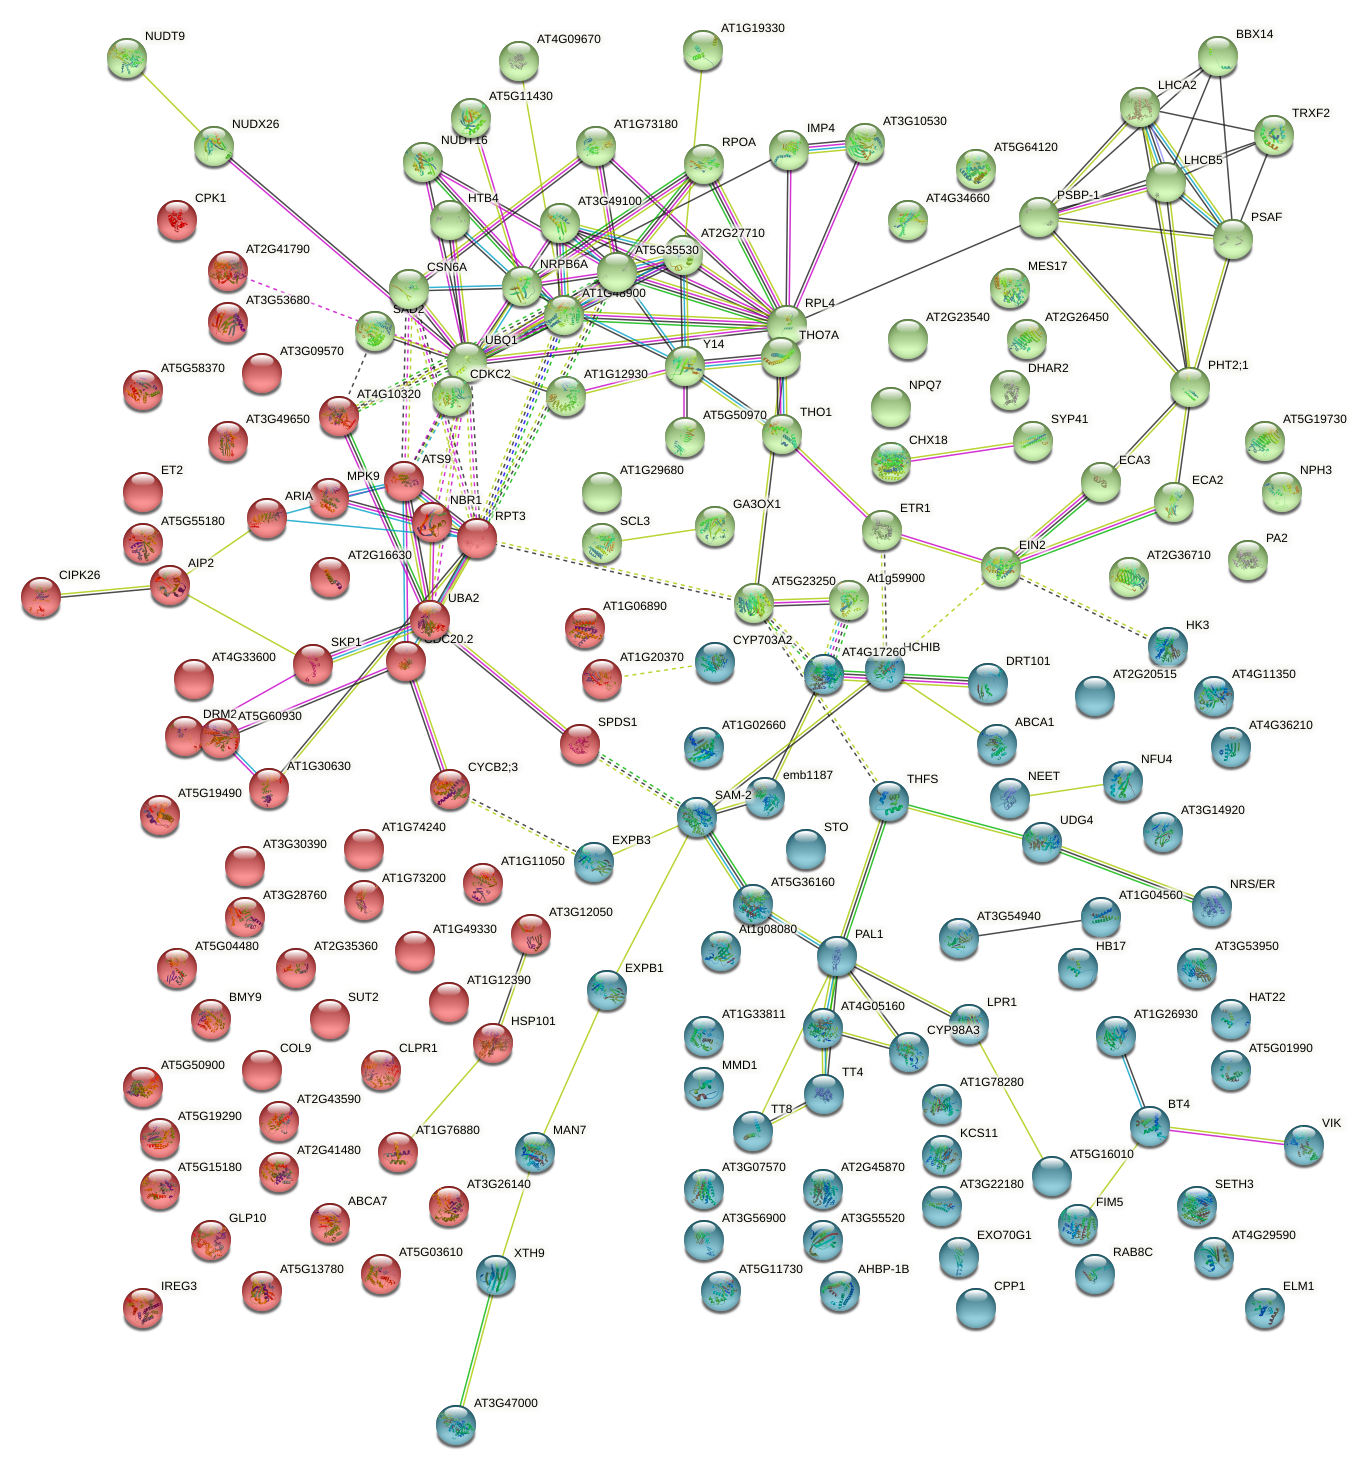 NUDT9
AT4G09670
AT1G19330
BBX14
LHCA2
AT5G11430
TRXF2
NUDX26
AT1G73180
IMP4
AT3G10530
NUDT16
RPOA
AT5G64120
LHCB5
CPK1
HTB4
AT3G49100
AT4G34660
PSBP-1
PSAF
AT2G41790
CSN6A
NRPB6A
AT5G35530
AT2G27710
MES17
AT3G53680
SAD2
AT1G48900
RPL4
AT2G23540
AT2G26450
AT3G09570
UBQ1
Y14
THO7A
AT5G58370
CDKC2
AT1G12930
DHAR2
PHT2;1
AT4G10320
NPQ7
AT3G49650
AT5G50970
THO1
CHX18
SYP41
AT5G19730
ET2
MPK9
ATS9
AT1G29680
ECA3
NPH3
ARIA
NBR1
GA3OX1
ECA2
AT5G55180
RPT3
SCL3
ETR1
EIN2
PA2
CIPK26
AIP2
AT2G16630
AT2G36710
UBA2
AT1G06890
AT5G23250
At1g59900
SKP1
CDC20.2
CYP703A2
AT4G17260
HCHIB
HK3
AT4G33600
AT1G20370
DRT101
AT2G20515
AT4G11350
DRM2
AT5G60930
SPDS1
AT1G02660
ABCA1
AT4G36210
AT1G30630
CYCB2;3
emb1187
THFS
NEET
NFU4
AT5G19490
SAM-2
AT3G14920
AT3G30390
AT1G74240
AT1G11050
EXPB3
STO
UDG4
AT3G28760
AT1G73200
AT5G36160
NRS/ER
AT5G04480
AT2G35360
AT1G49330
AT3G12050
At1g08080
PAL1
AT3G54940
AT1G04560
HB17
AT3G53950
BMY9
SUT2
AT1G12390
EXPB1
HSP101
AT1G33811
AT4G05160
CYP98A3
LPR1
AT1G26930
HAT22
AT5G50900
COL9
CLPR1
MMD1
TT4
AT5G01990
AT5G19290
AT2G43590
AT1G76880
MAN7
TT8
AT1G78280
BT4
VIK
AT5G15180
AT2G41480
AT3G07570
AT2G45870
KCS11
AT5G16010
AT3G26140
AT3G22180
SETH3
GLP10
ABCA7
AT3G56900
AT3G55520
FIM5
XTH9
EXO70G1
AT4G29590
IREG3
AT5G13780
AT5G03610
AT5G11730
AHBP-1B
CPP1
RAB8C
ELM1
AT3G47000